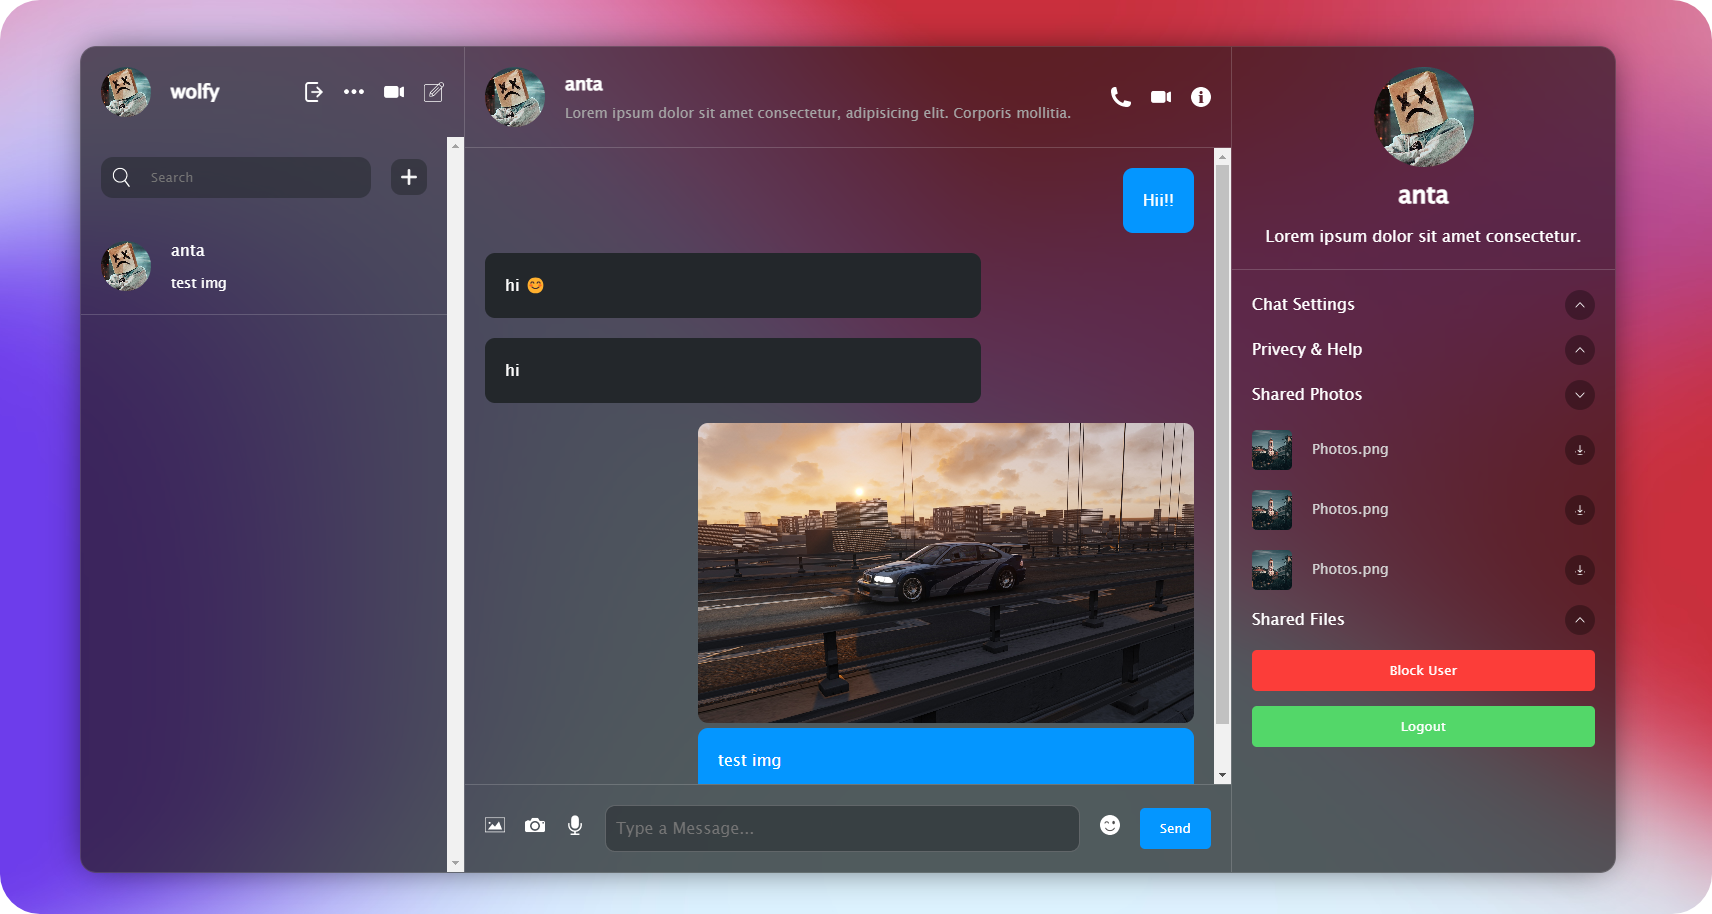 wolfy
Search
anta
test img
anta
Lorem ipsum dolor sit amet consectetur, adipisicing elit. Corporis mollitia.
Hii!!
hi 😊
hi
test img
Type a Message...
Send
anta
Lorem ipsum dolor sit amet consectetur.
Chat Settings
Privecy & Help
Shared Photos
Photos.png
Photos.png
Photos.png
Shared Files
Block User
Logout